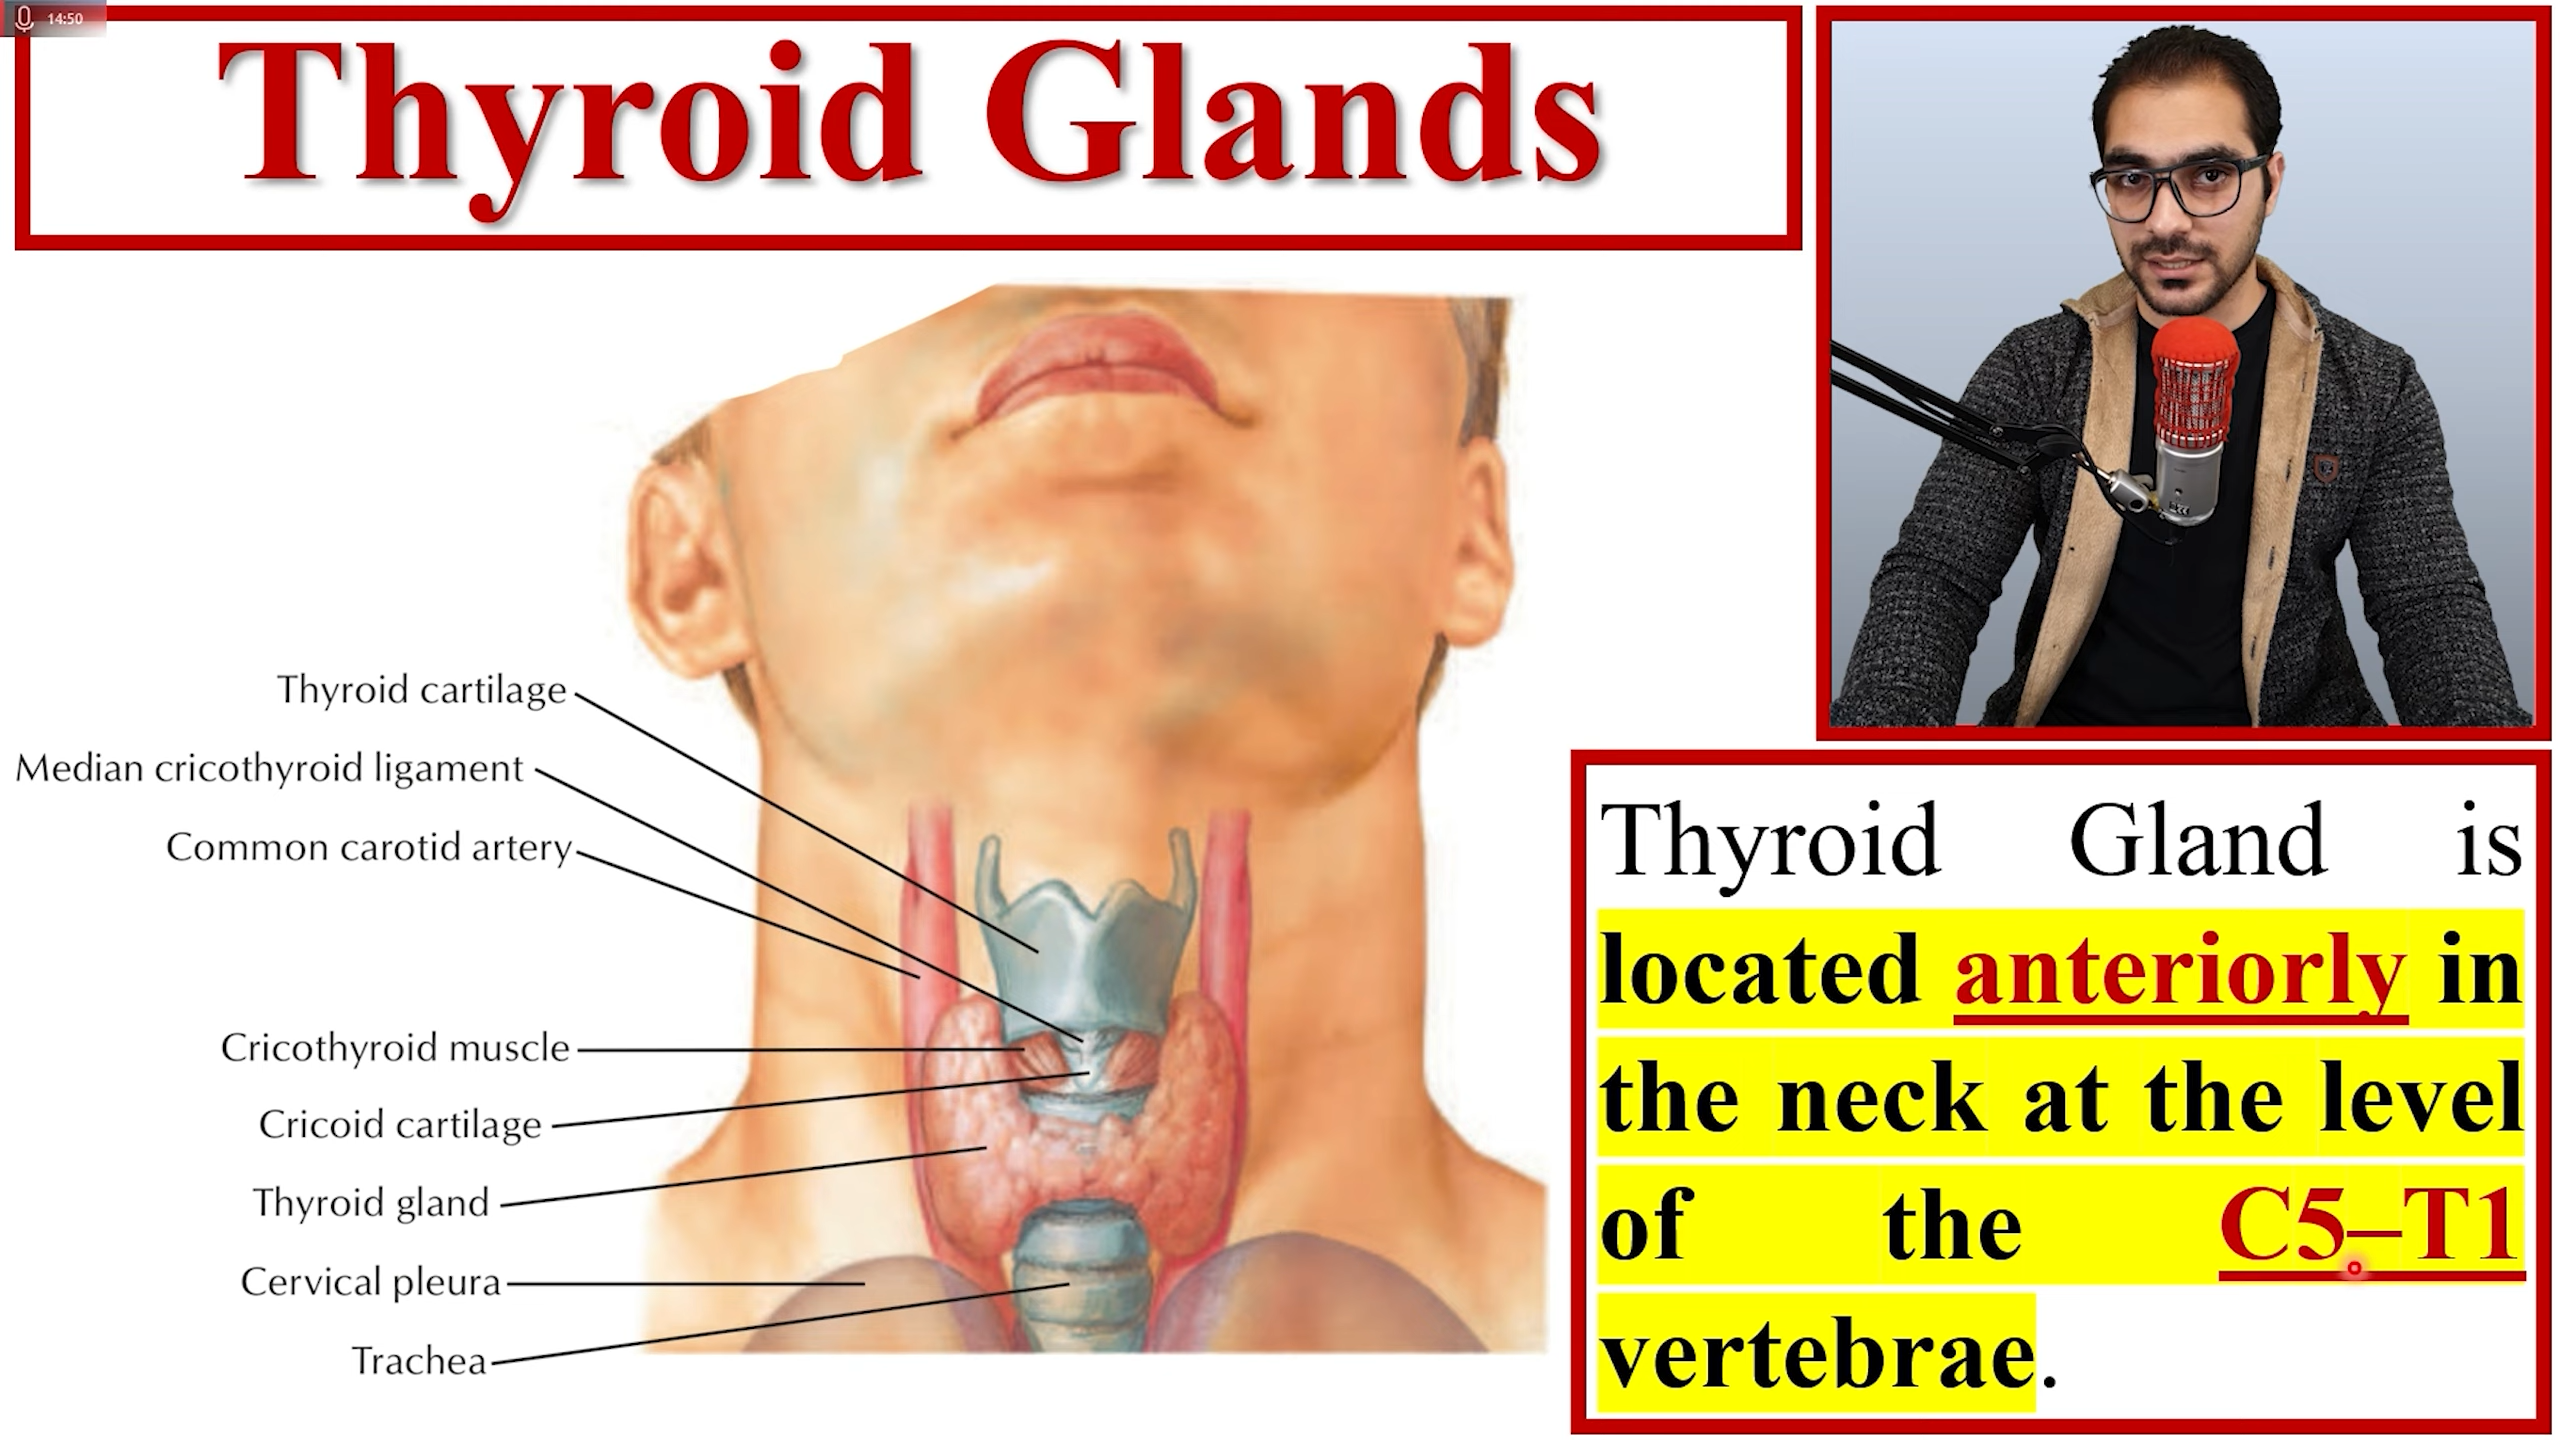 14:50
Thyroid Glands
Thyroid cartilage
Median cricothyroid ligament
Common carotid artery
Cricothyroid muscle
Cricoid cartilage
Thyroid gland
Cervical pleura
Trachea
Thyroid Gland is
located anteriorly in
the neck at the level
of the C5–T1
vertebrae.